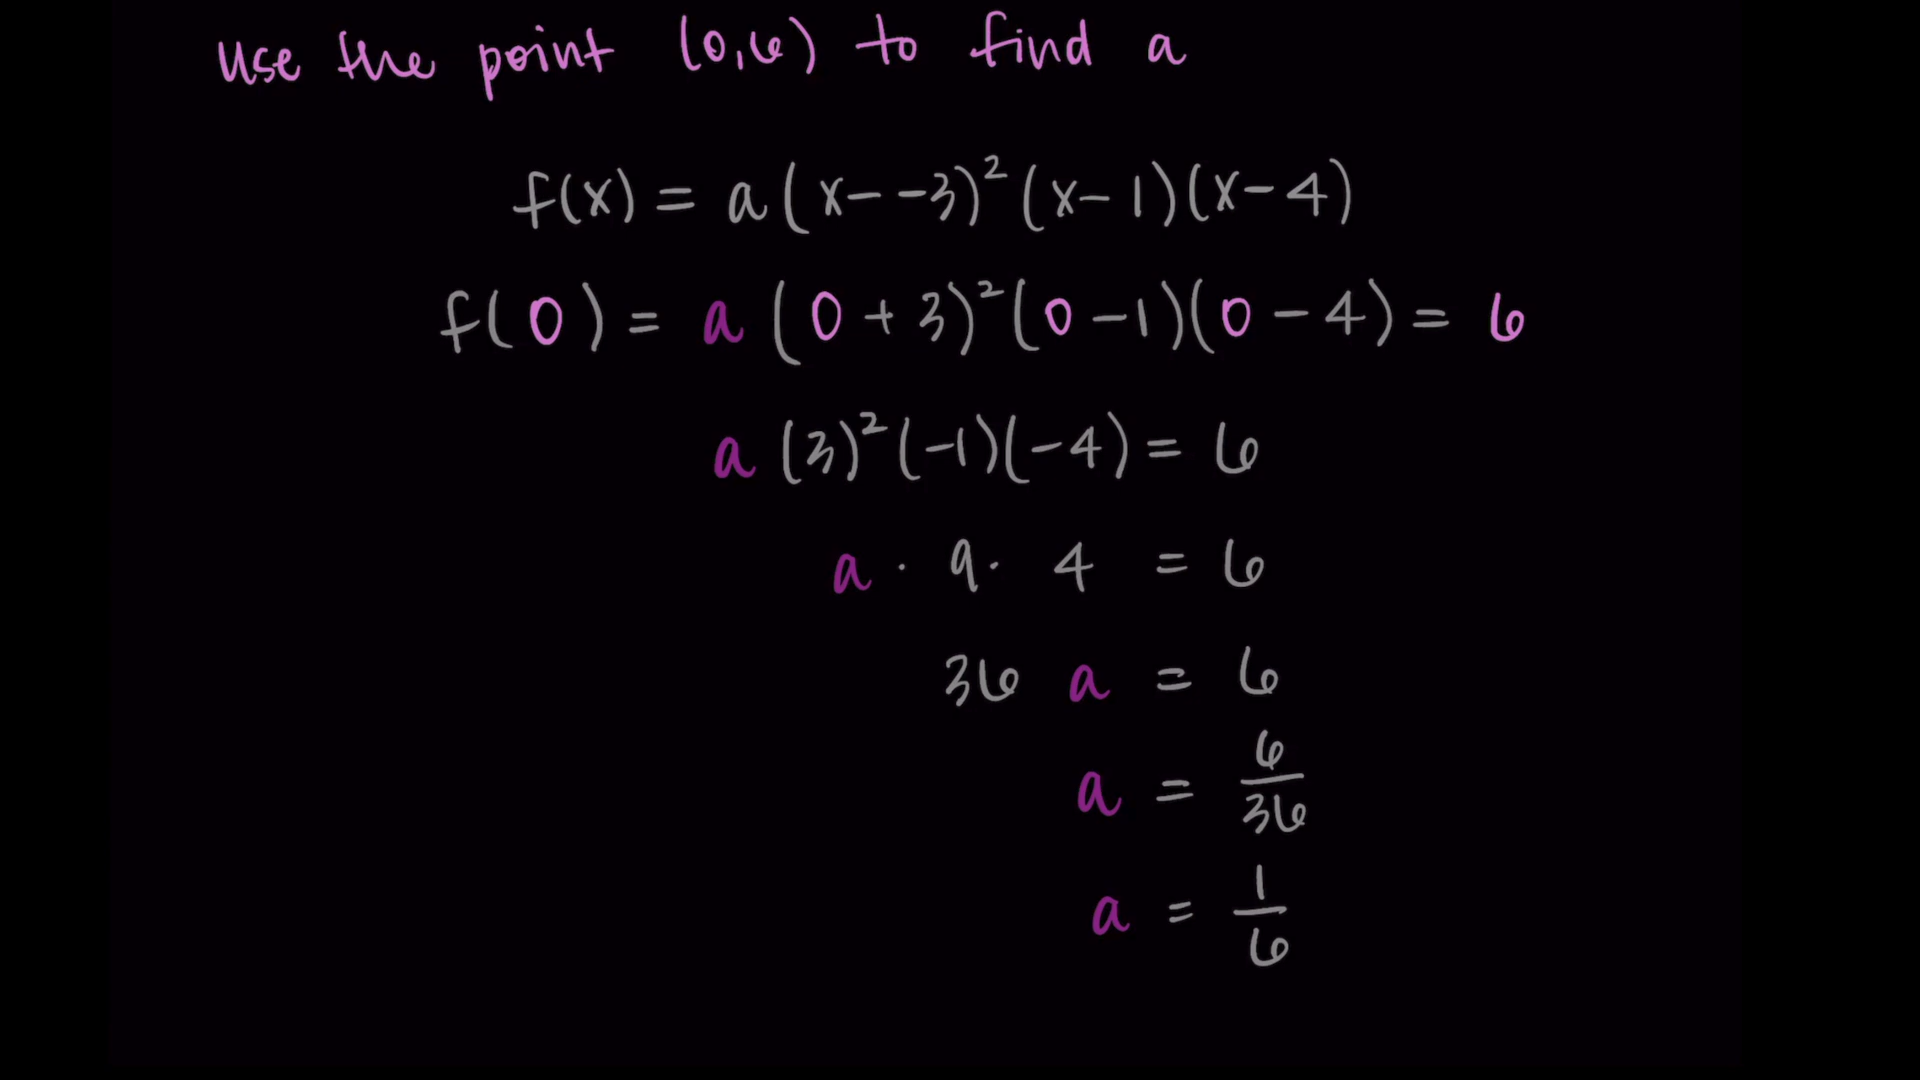 Use the point (0,6) to find a
f(x) = a(x--3)²(x-1)(x-4)
f(0) = a(0+3)²(0-1)(0-4) = 6
a(3)²(-1)(-4) = 6
a · 9 · 4 = 6
36 a = 6
a = 6/36
a = 1/6